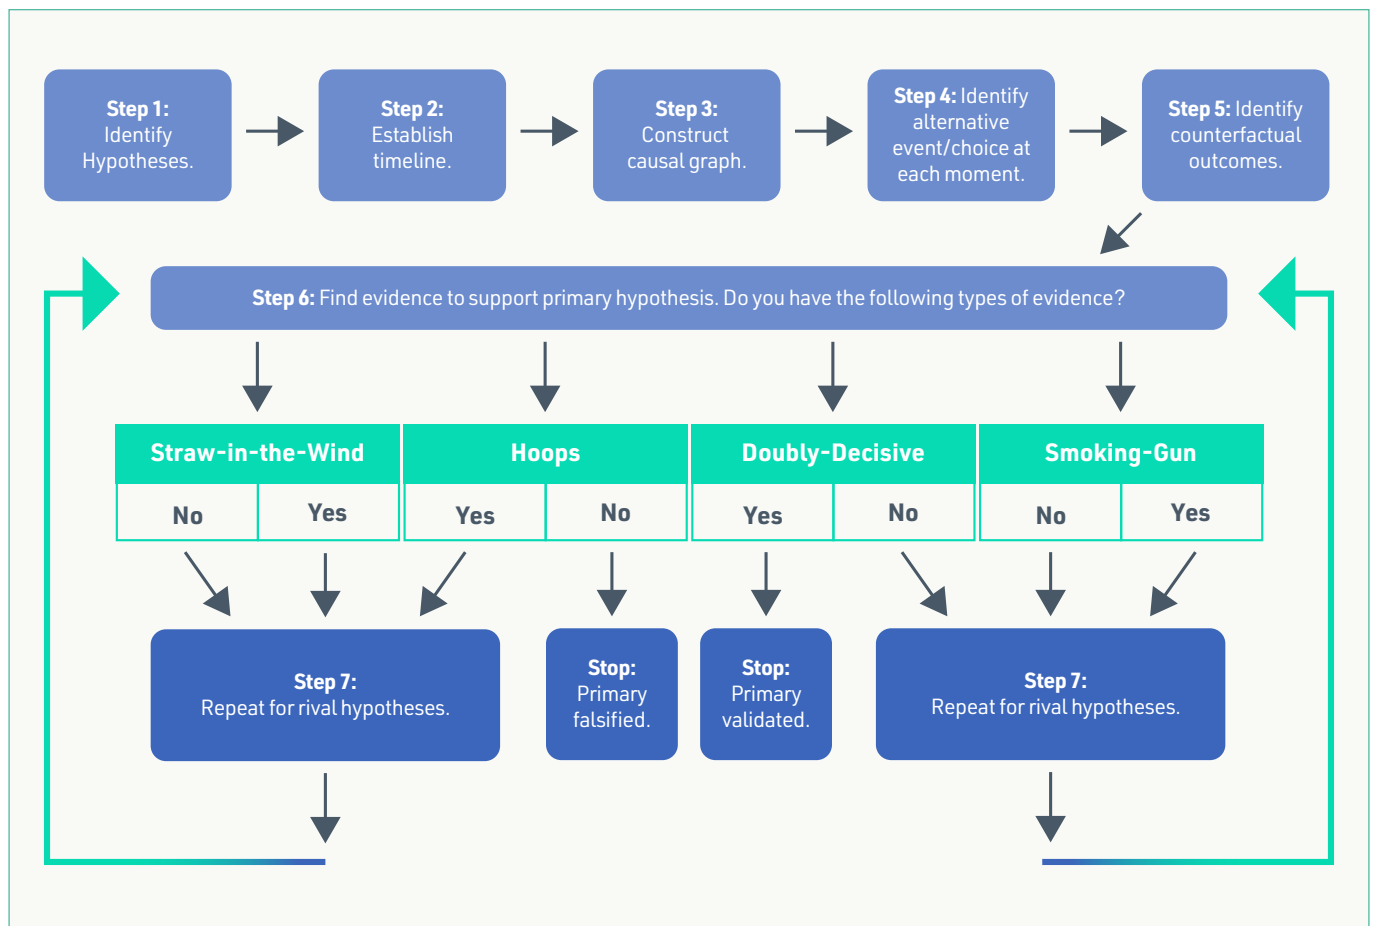 Step 1:
Identify
Hypotheses.
Step 2:
Establish
timeline.
Step 3:
Construct
causal graph.
Step 4: Identify
alternative
event/choice at
each moment.
Step 5: Identify
counterfactual
outcomes.
Step 6: Find evidence to support primary hypothesis. Do you have the following types of evidence?
Straw-in-the-Wind
Hoops
Doubly-Decisive
Smoking-Gun
No
Yes
Yes
No
Yes
No
No
Yes
Step 7:
Repeat for rival hypotheses.
Stop:
Primary
falsified.
Stop:
Primary
validated.
Step 7:
Repeat for rival hypotheses.